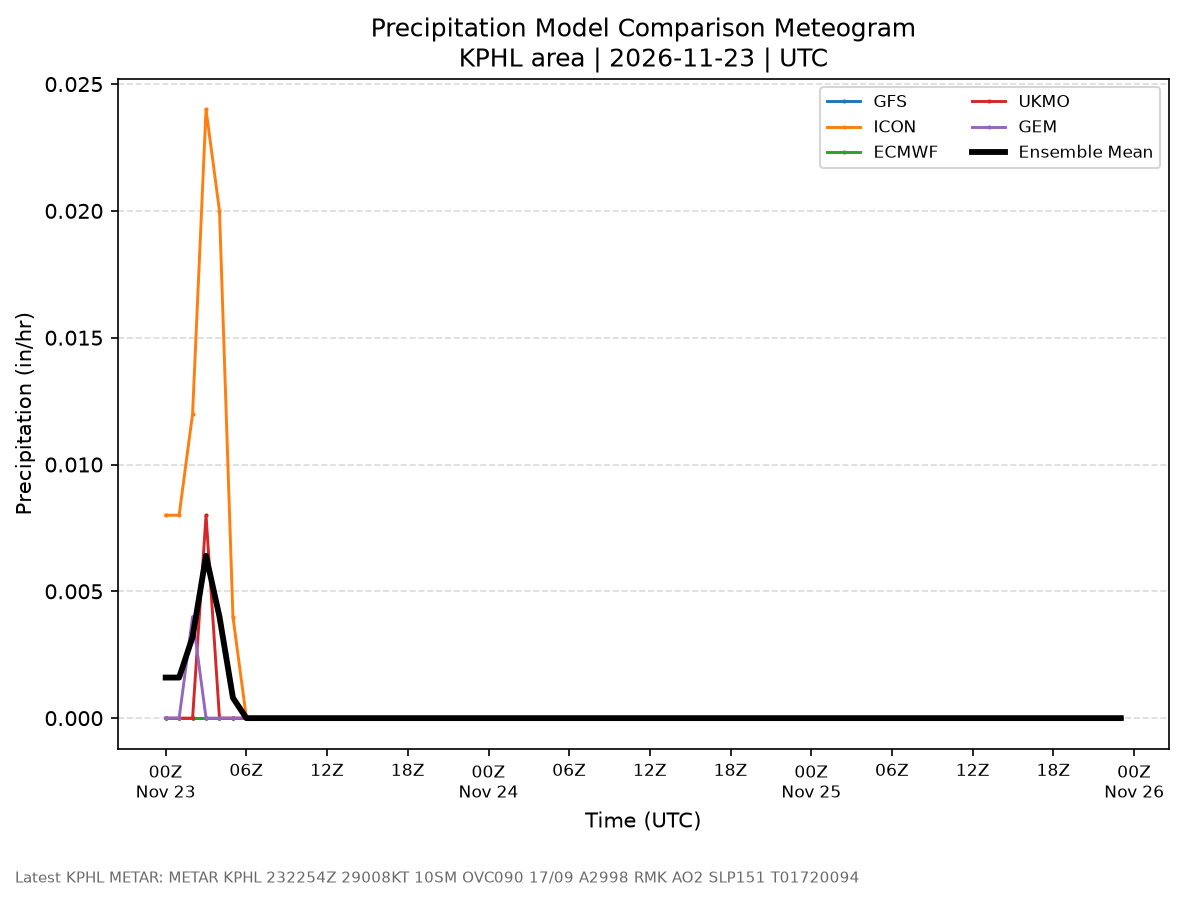 Precipitation Model Comparison Meteogram
KPHL area | 2026-11-23 | UTC
GFS
ICON
ECMWF
UKMO
GEM
Ensemble Mean
Precipitation (in/hr)
0.025
0.020
0.015
0.010
0.005
0.000
00Z 06Z 12Z 18Z 00Z 06Z 12Z 18Z 00Z 06Z 12Z 18Z 00Z
Nov 23 Nov 24 Nov 25 Nov 26
Time (UTC)
Latest KPHL METAR: METAR KPHL 232254Z 29008KT 10SM OVC090 17/09 A2998 RMK AO2 SLP151 T01720094